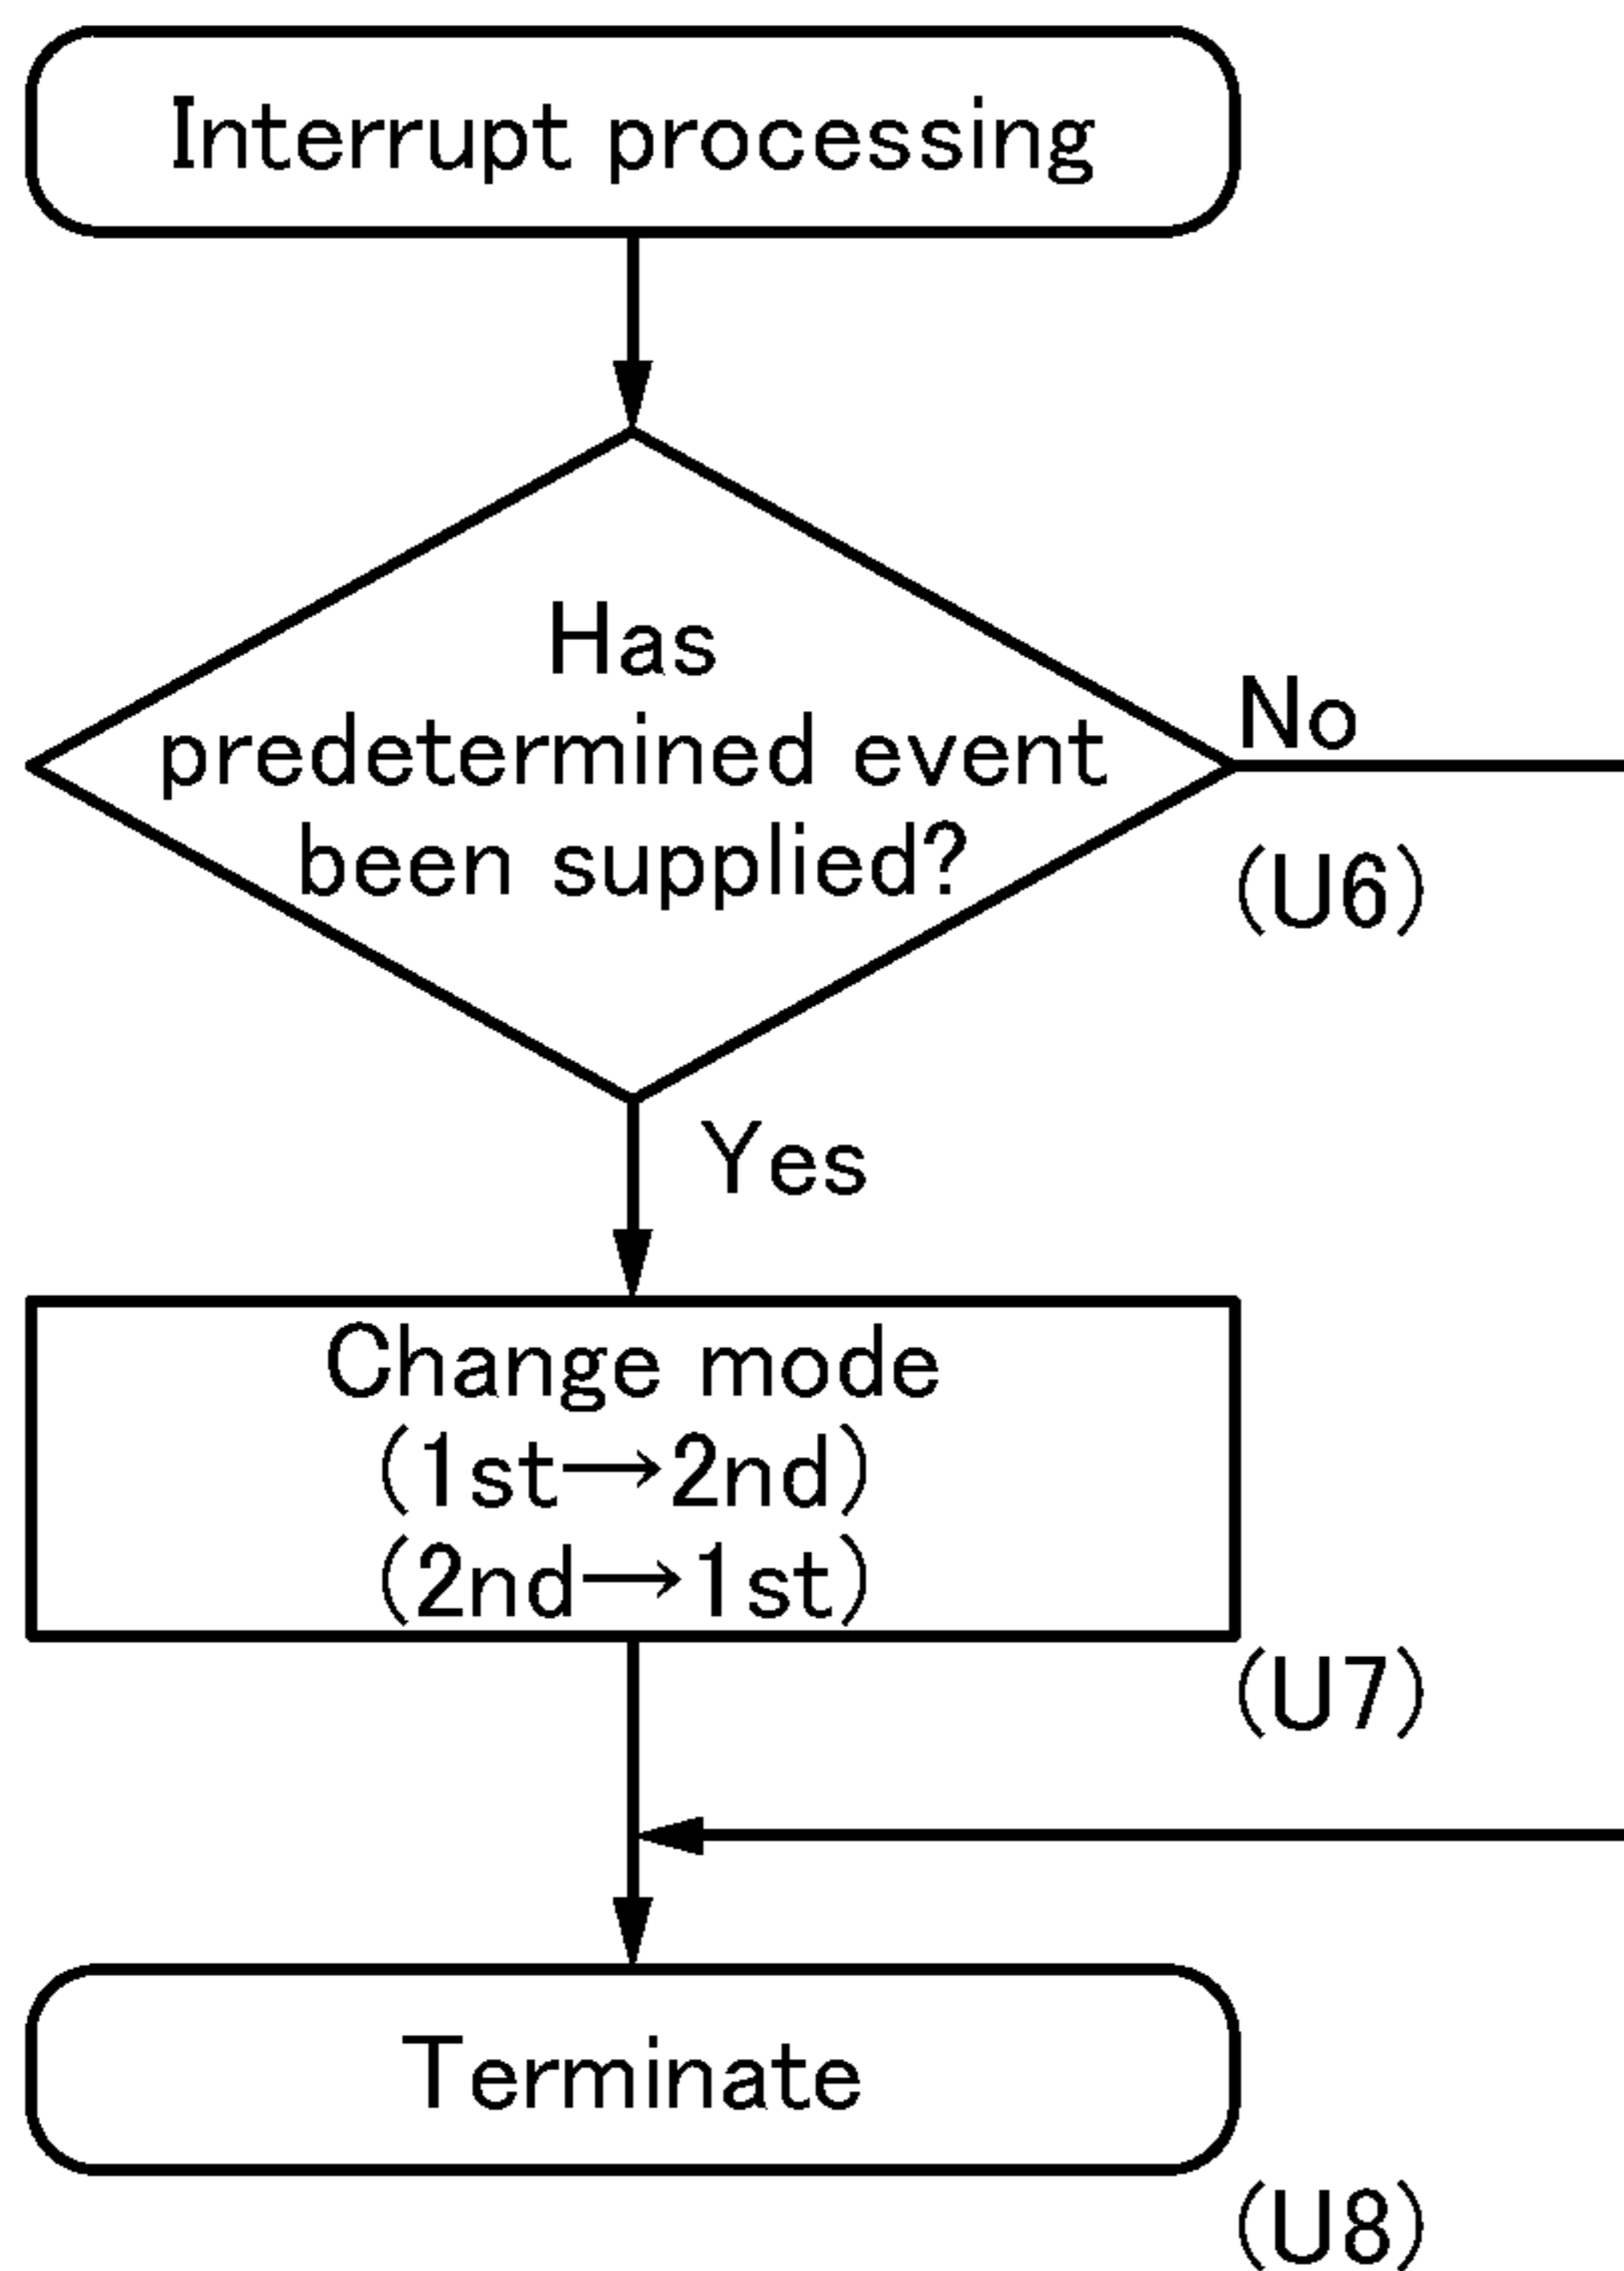 Interrupt processing
Has
predetermined event
been supplied?
No
(U6)
Yes
Change mode
(1st→2nd)
(2nd→1st)
(U7)
Terminate
(U8)